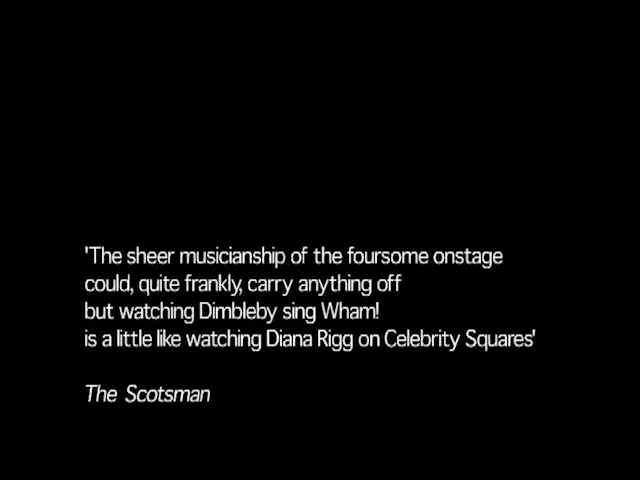 'The sheer musicianship of the foursome onstage
could, quite frankly, carry anything off
but watching Dimbleby sing Wham!
is a little like watching Diana Rigg on Celebrity Squares'
The Scotsman